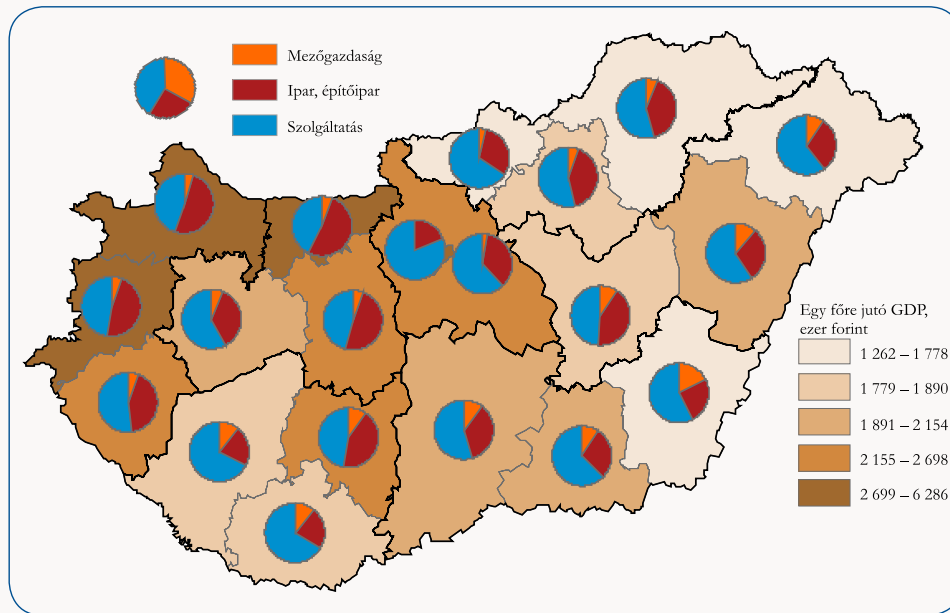 Mezőgazdaság
Ipar, építőipar
Szolgáltatás
Egy főre jutó GDP,
ezer forint
1 262 – 1 778
1 779 – 1 890
1 891 – 2 154
2 155 – 2 698
2 699 – 6 286